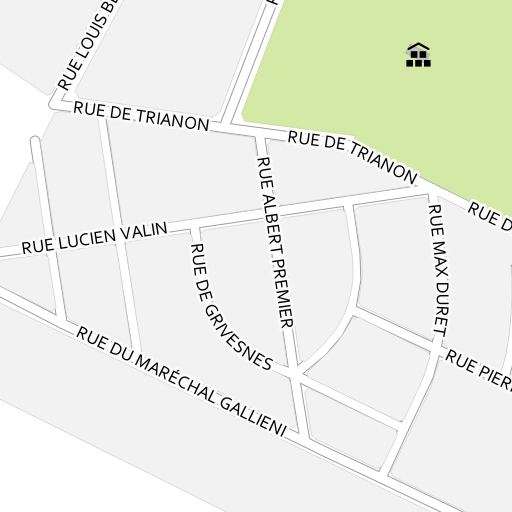 RUE LOUIS BE
RUE DE TRIANON
RUE DE TRIANON
RUE D
RUE ALBERT PREMIER
RUE LUCIEN VALIN
RUE MAX DURET
RUE DE GRIVESNES
RUE DU MARÉCHAL GALLIENI
RUE PIER